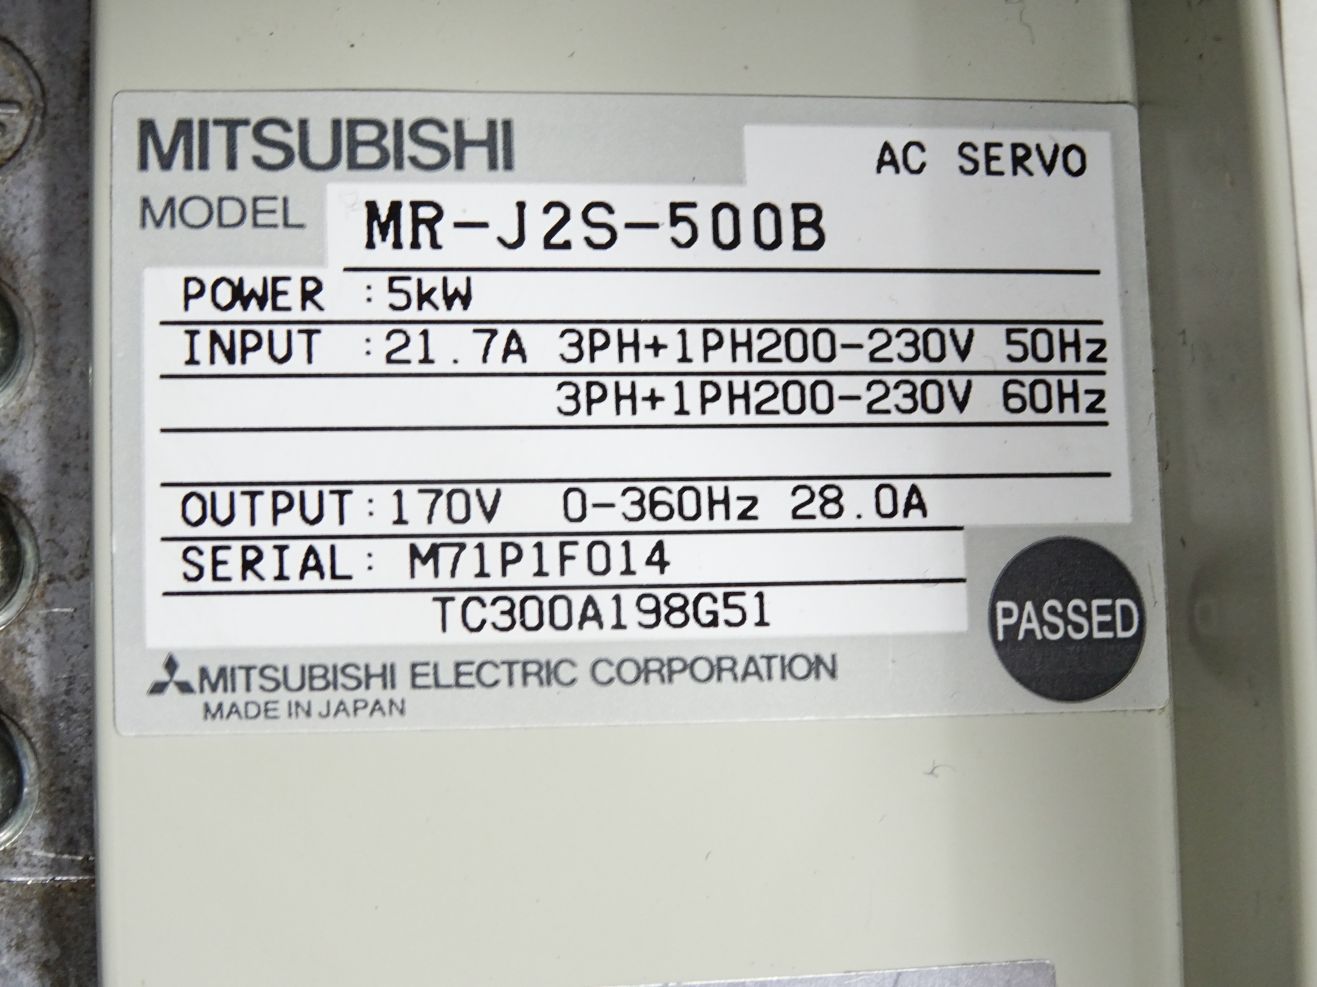 MITSUBISHI
AC SERVO
MODEL MR-J2S-500B
POWER :5kW
INPUT :21.7A 3PH+1PH200-230V 50Hz
3PH+1PH200-230V 60Hz
OUTPUT:170V 0-360Hz 28.0A
SERIAL: M71P1F014
TC300A198G51
PASSED
MITSUBISHI ELECTRIC CORPORATION
MADE IN JAPAN